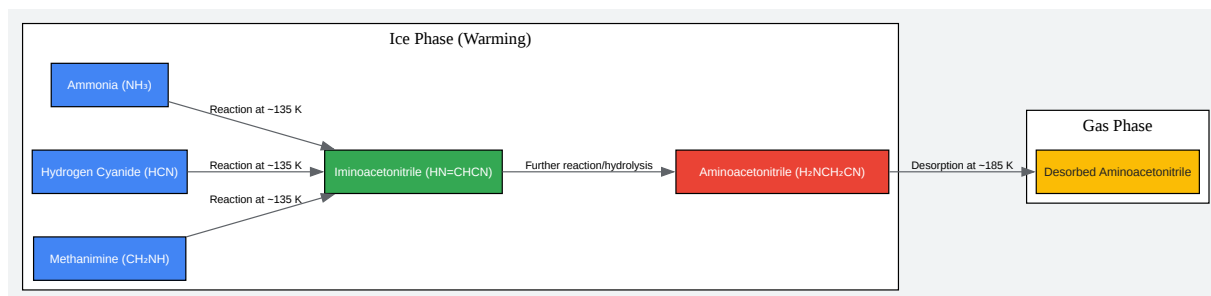 Ice Phase (Warming)
Ammonia (NH₃)
Reaction at ~135 K
Hydrogen Cyanide (HCN)
Reaction at ~135 K
Methanimine (CH₂NH)
Reaction at ~135 K
Iminoacetonitrile (HN=CHCN)
Further reaction/hydrolysis
Aminoacetonitrile (H₂NCH₂CN)
Desorption at ~185 K
Gas Phase
Desorbed Aminoacetonitrile